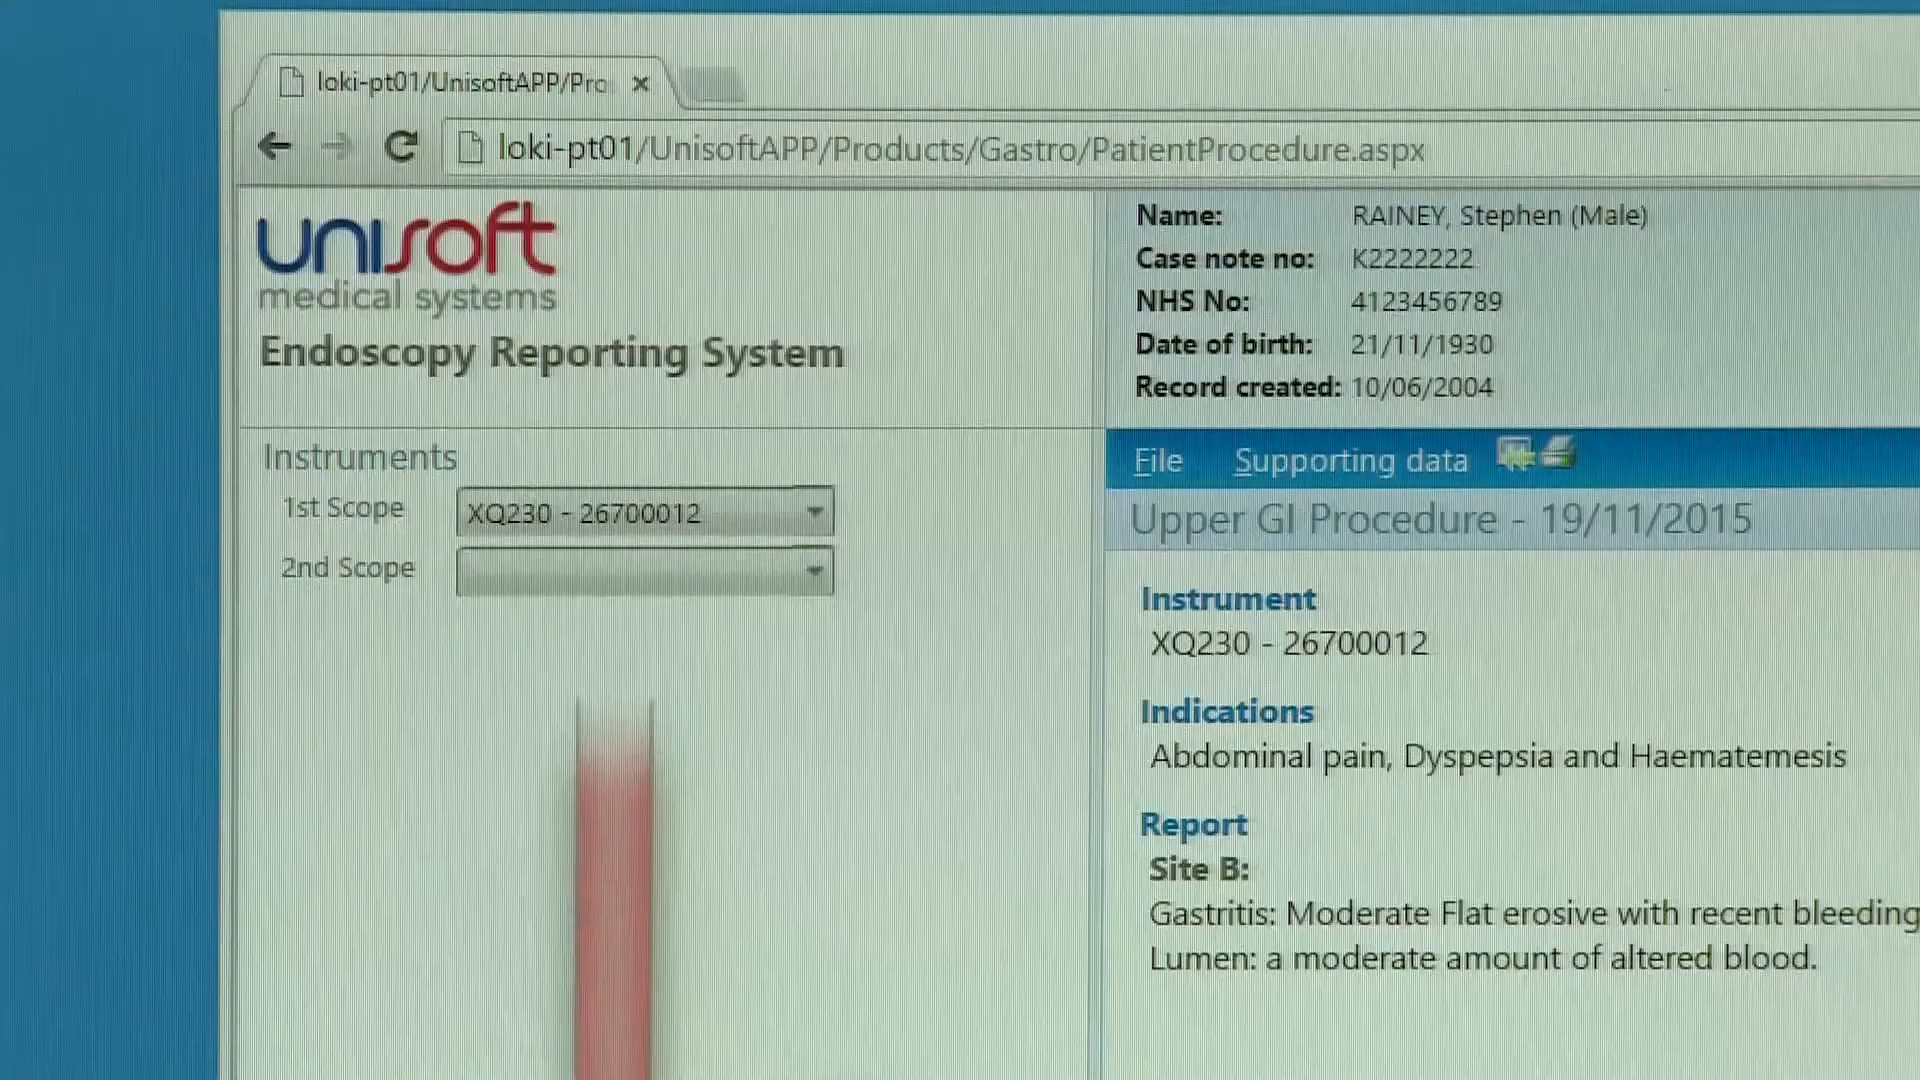 loki-pt01/UnisoftAPP/Pro
loki-pt01/UnisoftAPP/Products/Gastro/PatientProcedure.aspx
unisoft
medical systems
Endoscopy Reporting System
Name: RAINEY, Stephen (Male)
Case note no: K2222222
NHS No: 4123456789
Date of birth: 21/11/1930
Record created: 10/06/2004
Instruments
1st Scope XQ230 - 26700012
2nd Scope
File Supporting data
Upper GI Procedure - 19/11/2015
Instrument
XQ230 - 26700012
Indications
Abdominal pain, Dyspepsia and Haematemesis
Report
Site B:
Gastritis: Moderate Flat erosive with recent bleeding
Lumen: a moderate amount of altered blood.